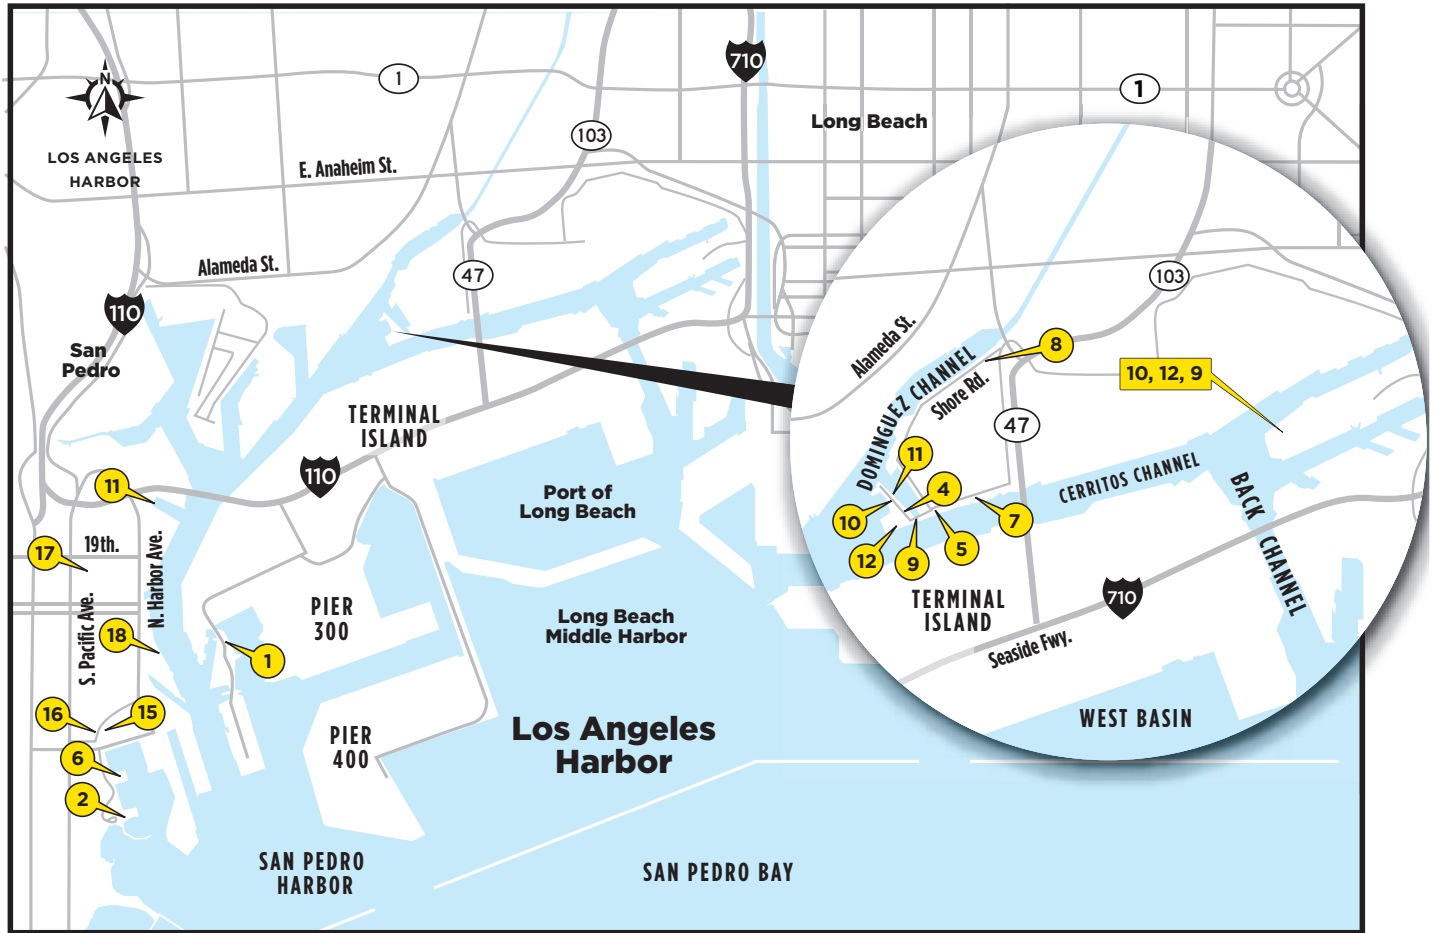 N
LOS ANGELES
HARBOR
1
710
1
Long Beach
103
E. Anaheim St.
Alameda St.
47
110
San
Pedro
TERMINAL
ISLAND
110
11
Port of
Long Beach
17
19th.
N. Harbor Ave.
S. Pacific Ave.
PIER
300
Long Beach
Middle Harbor
18
1
16
15
PIER
400
Los Angeles
Harbor
6
2
SAN PEDRO
HARBOR
SAN PEDRO BAY
103
Alameda St.
8
DOMINGUEZ CHANNEL
Shore Rd.
10, 12, 9
47
11
4
CERRITOS CHANNEL
BACK CHANNEL
10
7
12
9
5
TERMINAL
ISLAND
710
Seaside Fwy.
WEST BASIN